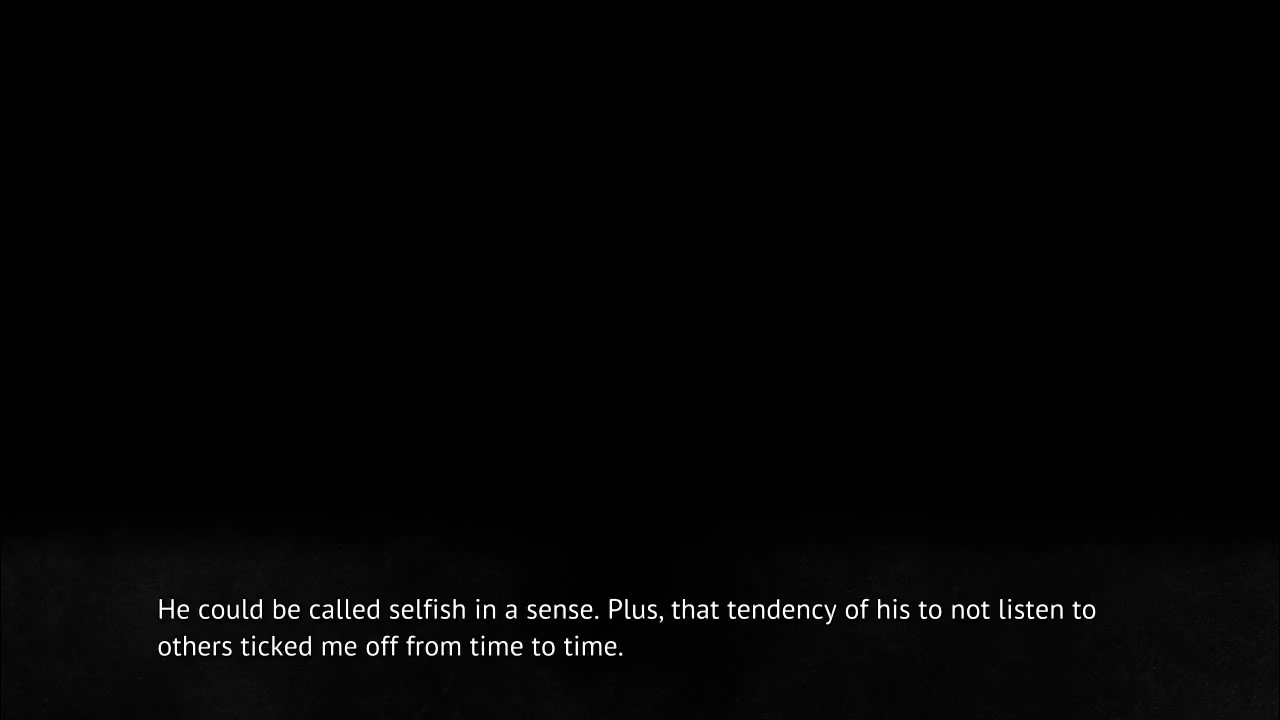 He could be called selfish in a sense. Plus, that tendency of his to not listen to
others ticked me off from time to time.